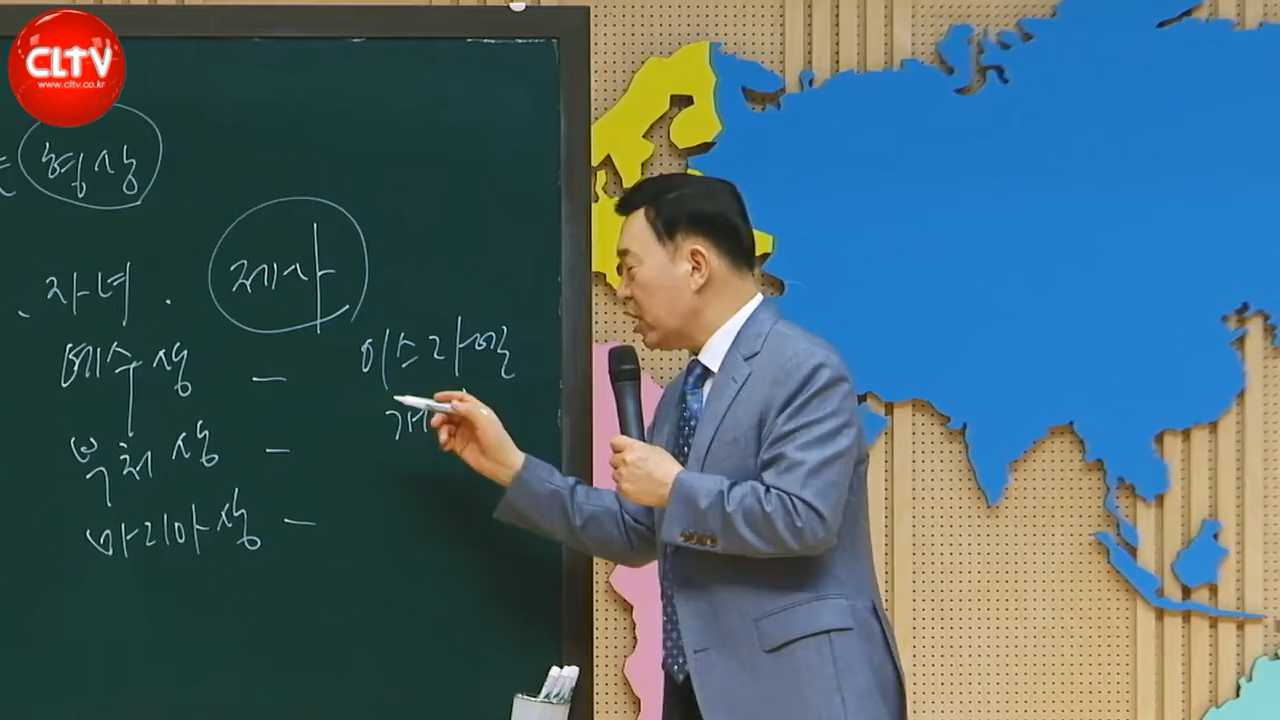 CLTV
www.cltv.co.kr
형상
자녀 . 제사
예수상 — 이스라엘
부처상 —
마리아상 —